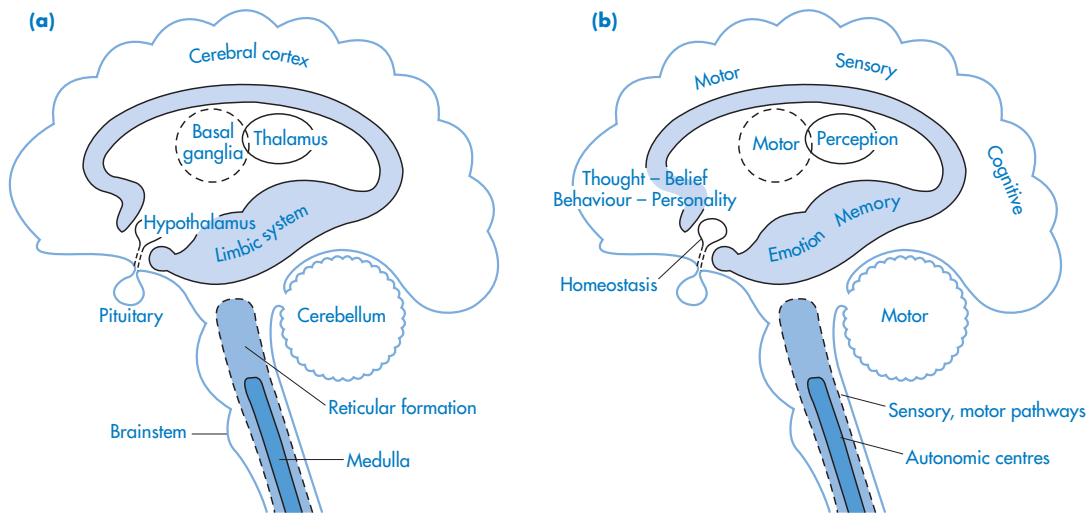 (a)
Cerebral cortex
Basal
ganglia
Thalamus
Hypothalamus
Limbic system
Pituitary
Cerebellum
Reticular formation
Brainstem
Medulla
(b)
Motor
Sensory
Cognitive
Motor
Perception
Thought – Belief
Behaviour – Personality
Emotion Memory
Homeostasis
Motor
Sensory, motor pathways
Autonomic centres